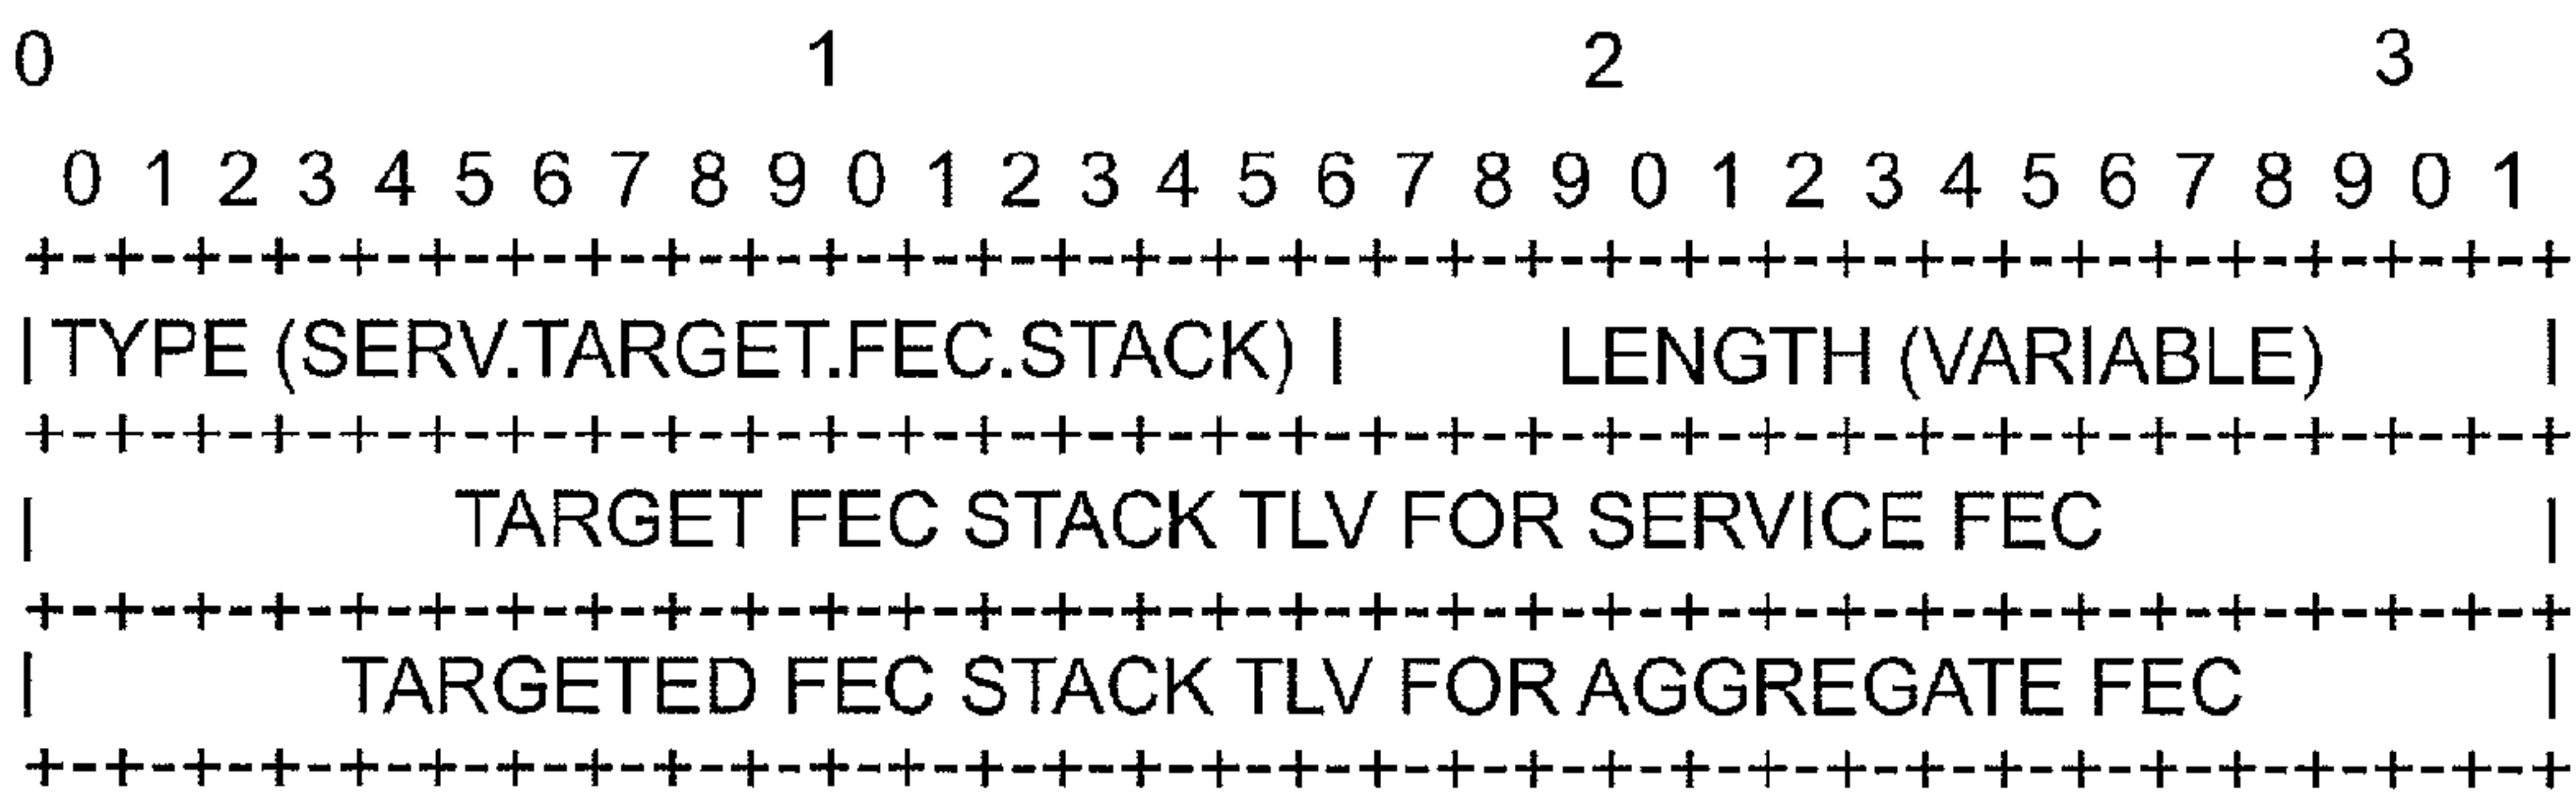 0 1 2 3
0 1 2 3 4 5 6 7 8 9 0 1 2 3 4 5 6 7 8 9 0 1 2 3 4 5 6 7 8 9 0 1
+-+-+-+-+-+-+-+-+-+-+-+-+-+-+-+-+-+-+-+-+-+-+-+-+-+-+-+-+-+-+-+-+
| TYPE (SERV.TARGET.FEC.STACK) | LENGTH (VARIABLE) |
+-+-+-+-+-+-+-+-+-+-+-+-+-+-+-+-+-+-+-+-+-+-+-+-+-+-+-+-+-+-+-+-+
| TARGET FEC STACK TLV FOR SERVICE FEC |
+-+-+-+-+-+-+-+-+-+-+-+-+-+-+-+-+-+-+-+-+-+-+-+-+-+-+-+-+-+-+-+-+
| TARGETED FEC STACK TLV FOR AGGREGATE FEC |
+-+-+-+-+-+-+-+-+-+-+-+-+-+-+-+-+-+-+-+-+-+-+-+-+-+-+-+-+-+-+-+-+